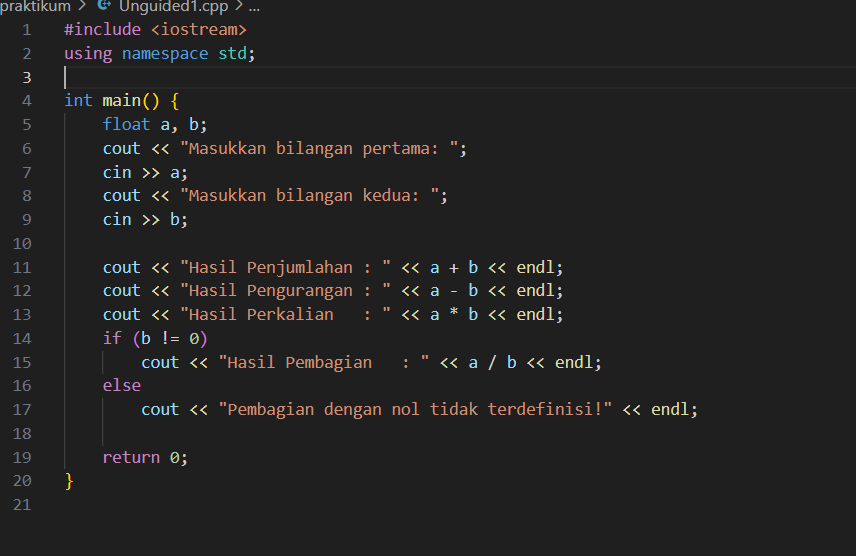 praktikum > Unguided1.cpp > ...
1 #include <iostream>
2 using namespace std;
3
4 int main() {
5     float a, b;
6     cout << "Masukkan bilangan pertama: ";
7     cin >> a;
8     cout << "Masukkan bilangan kedua: ";
9     cin >> b;
10
11     cout << "Hasil Penjumlahan : " << a + b << endl;
12     cout << "Hasil Pengurangan : " << a - b << endl;
13     cout << "Hasil Perkalian   : " << a * b << endl;
14     if (b != 0)
15         cout << "Hasil Pembagian   : " << a / b << endl;
16     else
17         cout << "Pembagian dengan nol tidak terdefinisi!" << endl;
18
19     return 0;
20 }
21